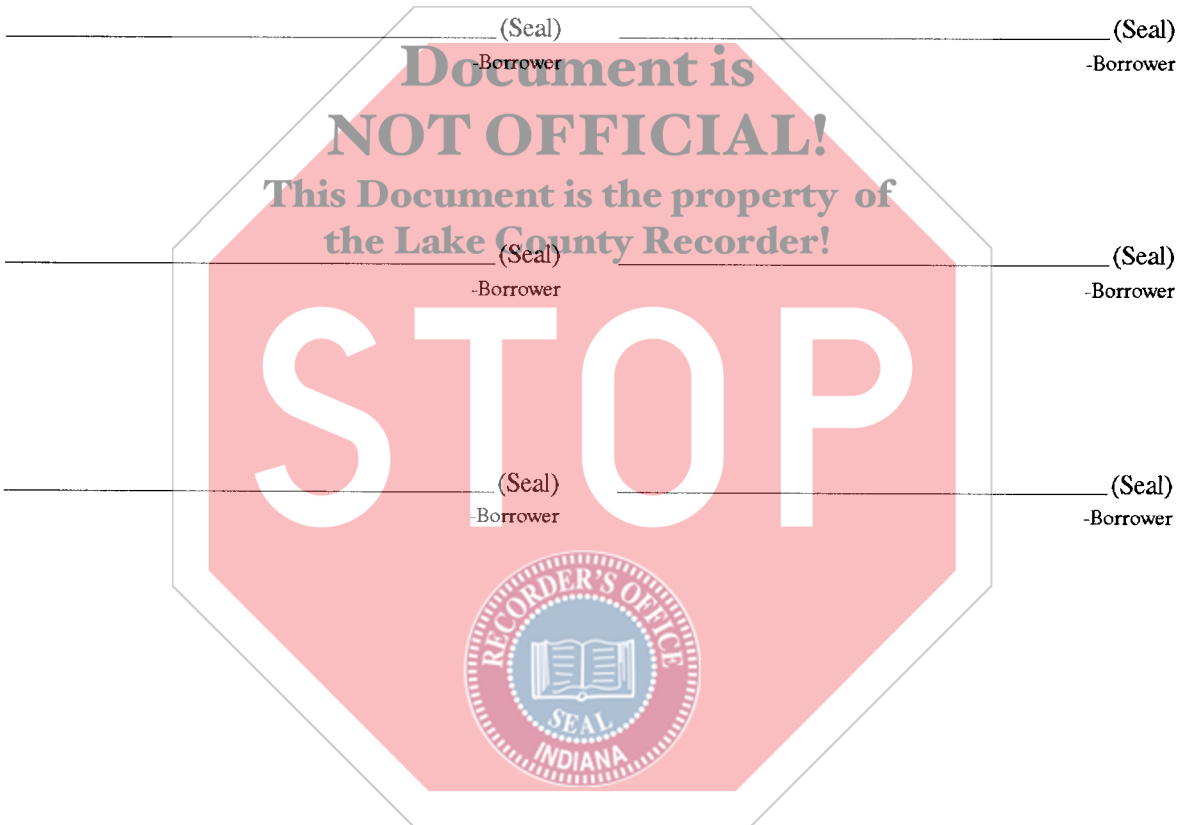 (Seal) (Seal)
-Borrower -Borrower
Document is
NOT OFFICIAL!
This Document is the property of
the Lake County Recorder!
(Seal) (Seal)
-Borrower -Borrower
STOP
(Seal) (Seal)
-Borrower -Borrower
RECORDER'S OFFICE
SEAL
INDIANA